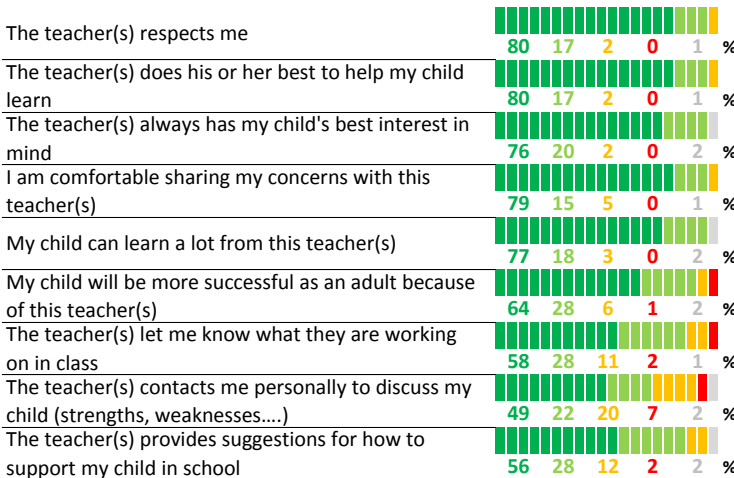 The teacher(s) respects me
80 17 2 0 1 %
The teacher(s) does his or her best to help my child
learn
80 17 2 0 1 %
The teacher(s) always has my child's best interest in
mind
76 20 2 0 2 %
I am comfortable sharing my concerns with this
teacher(s)
79 15 5 0 1 %
My child can learn a lot from this teacher(s)
77 18 3 0 2 %
My child will be more successful as an adult because
of this teacher(s)
64 28 6 1 2 %
The teacher(s) let me know what they are working
on in class
58 28 11 2 1 %
The teacher(s) contacts me personally to discuss my
child (strengths, weaknesses....)
49 22 20 7 2 %
The teacher(s) provides suggestions for how to
support my child in school
56 28 12 2 2 %